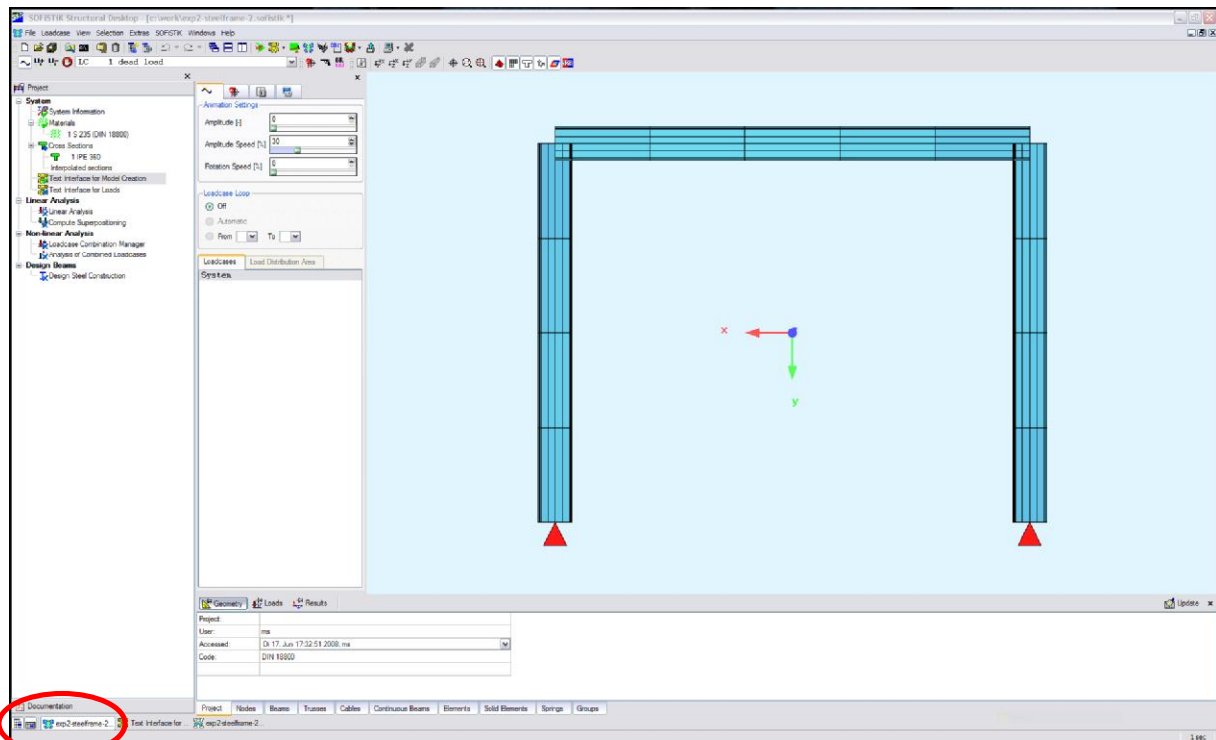 SOFiSTiK Structural Desktop - [c:\work\exp2-steelframe-2.sofistik *]
File Loadcase View Selection Extras SOFiSTiK Windows Help
LC 1 dead load
Project
System
System Information
Materials
1 S 235 (DIN 18800)
Cross Sections
1 IPE 360
Interpolated sections
Text Interface for Model Creation
Text Interface for Loads
Linear Analysis
Linear Analysis
Compute Superpositioning
Non-linear Analysis
Loadcase Combination Manager
Analysis of Combined Loadcases
Design Beams
Design Steel Construction
Animation Settings
Amplitude [-] 0
Amplitude Speed [%] 30
Rotation Speed [%] 0
Loadcase Loop
Off
Automatic
From To
Loadcases Load Distribution Area
System
x
y
Geometry Loads Results Update
Project:
User: ms
Accessed: Di 17. Jun 17:32:51 2008, ms
Code: DIN 18800
Documentation
Project Nodes Beams Trusses Cables Continuous Beams Elements Solid Elements Springs Groups
exp2-steelframe-2... Text Interface for ... exp2-steelframe-2...
1 sec